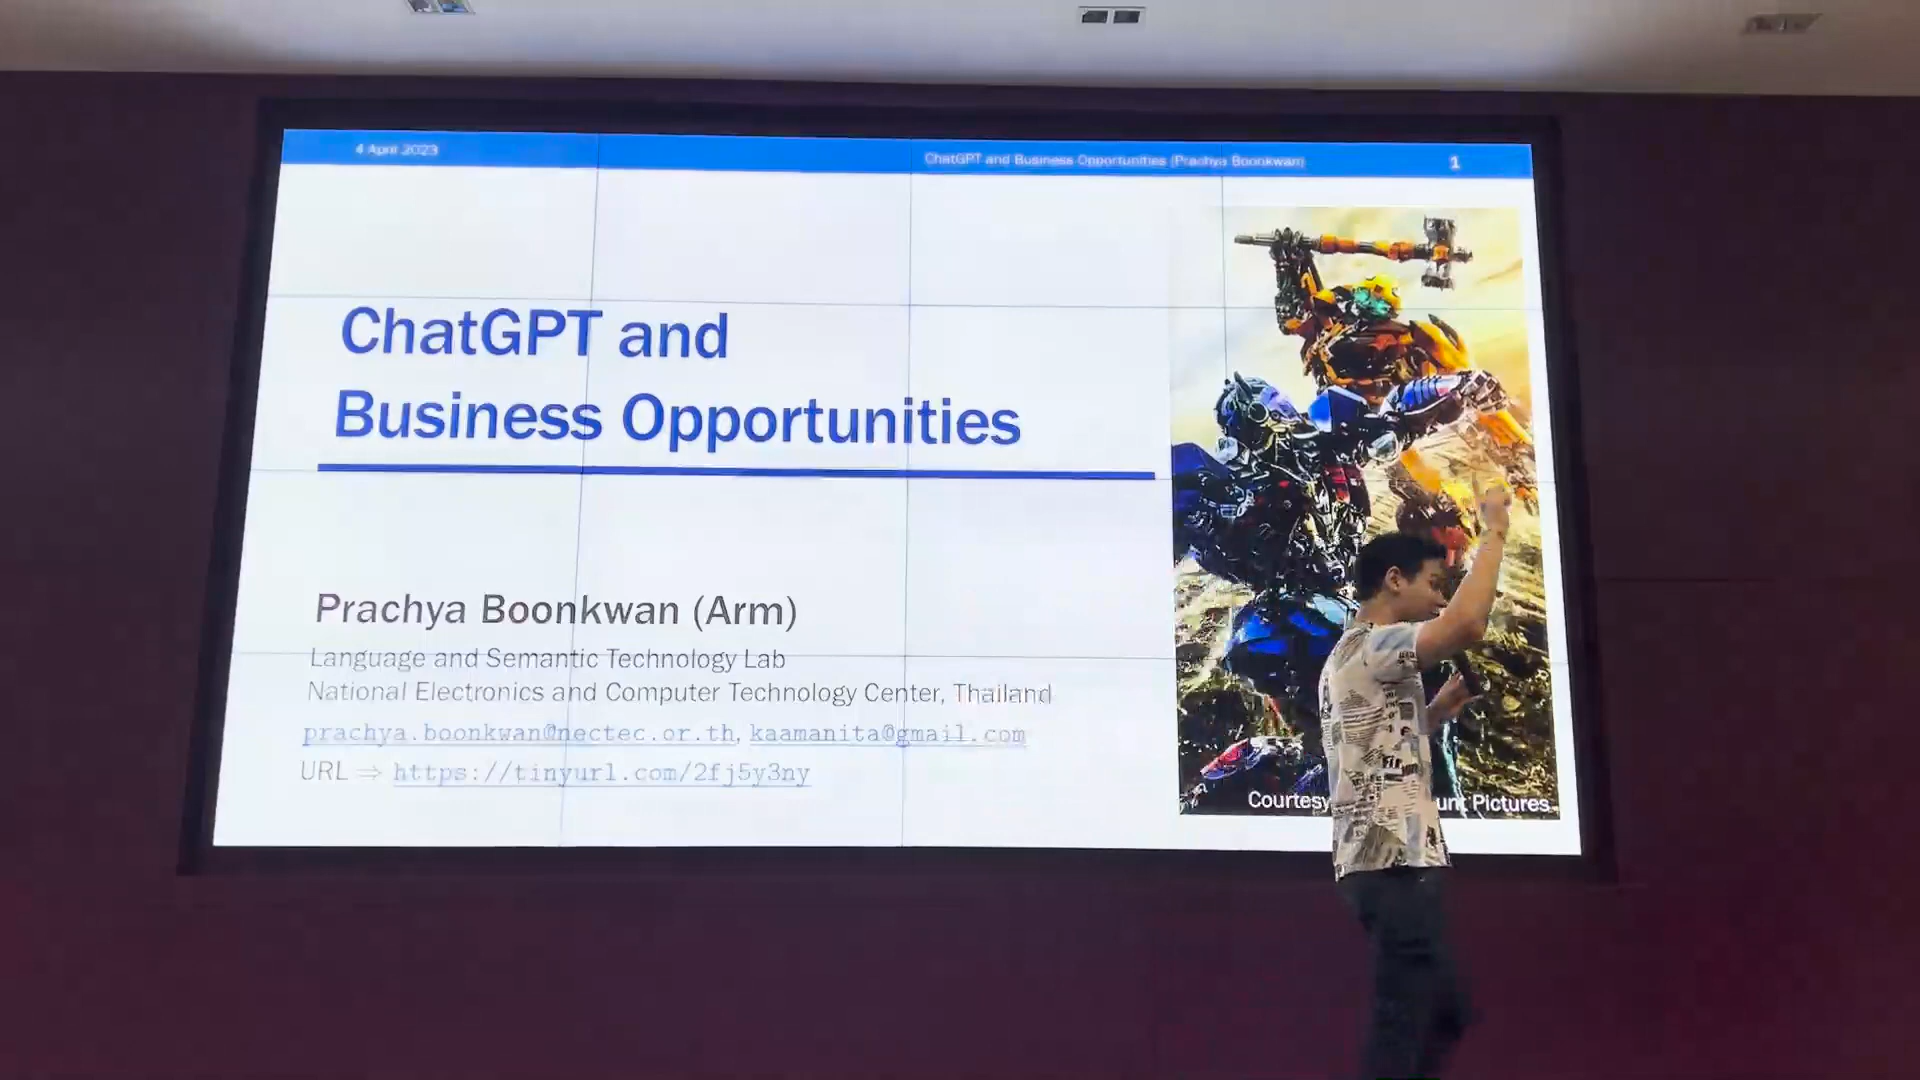 4 April 2023
ChatGPT and Business Opportunities (Prachya Boonkwan)
1
ChatGPT and
Business Opportunities
Prachya Boonkwan (Arm)
Language and Semantic Technology Lab
National Electronics and Computer Technology Center, Thailand
prachya.boonkwan@nectec.or.th, kaamanita@gmail.com
URL ⇒ https://tinyurl.com/2fj5y3ny
Courtesy Pictures